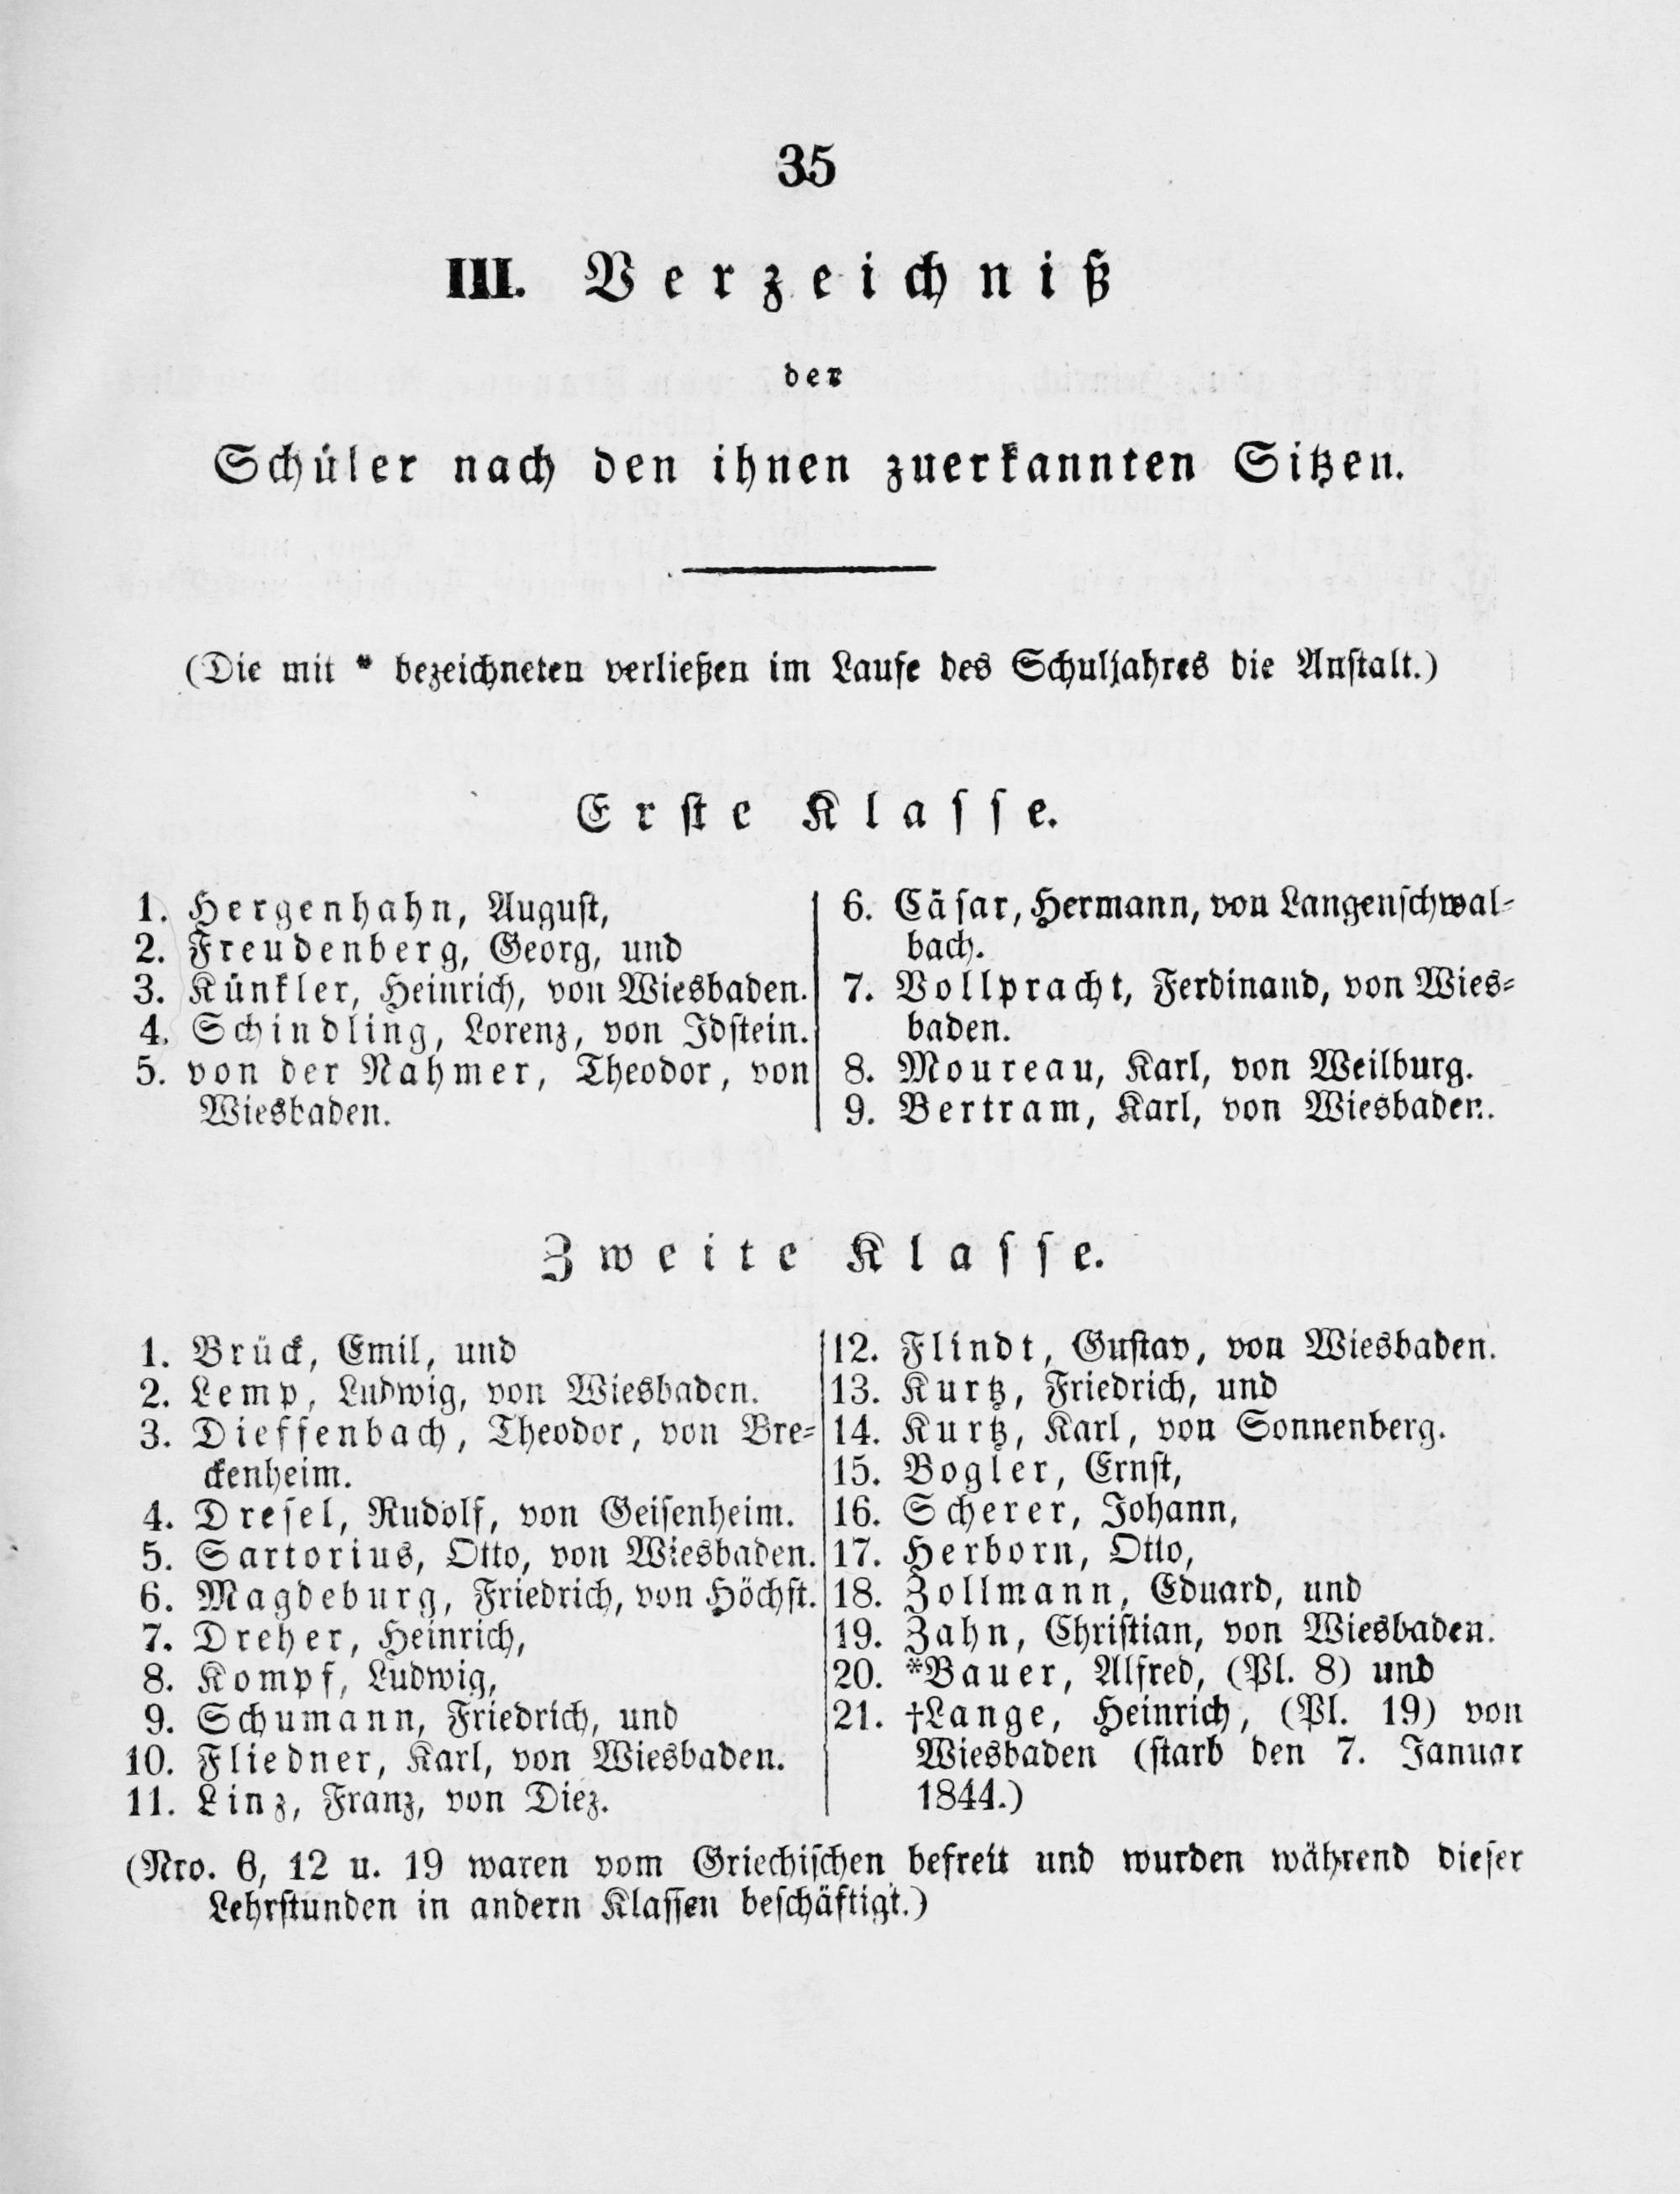 35
III. Verzeichniß
der
Schüler nach den ihnen zuerkannten Sitzen.
(Die mit * bezeichneten verließen im Laufe des Schuljahres die Anstalt.)
Erste Klasse.
1. Hergenhahn, August,
2. Freudenberg, Georg, und
3. Künkler, Heinrich, von Wiesbaden.
4. Schindling, Lorenz, von Idstein.
5. von der Nahmer, Theodor, von
Wiesbaden.
6. Cäsar, Hermann, von Langenschwal-
bach.
7. Vollpracht, Ferdinand, von Wies-
baden.
8. Moureau, Karl, von Weilburg.
9. Bertram, Karl, von Wiesbaden.
Zweite Klasse.
1. Brück, Emil, und
2. Lemp, Ludwig, von Wiesbaden.
3. Dieffenbach, Theodor, von Bre-
ckenheim.
4. Dresel, Rudolf, von Geisenheim.
5. Sartorius, Otto, von Wiesbaden.
6. Magdeburg, Friedrich, von Höchst.
7. Dreher, Heinrich,
8. Kompf, Ludwig,
9. Schumann, Friedrich, und
10. Fliedner, Karl, von Wiesbaden.
11. Linz, Franz, von Diez.
12. Flindt, Gustav, von Wiesbaden.
13. Kurtz, Friedrich, und
14. Kurtz, Karl, von Sonnenberg.
15. Bogler, Ernst,
16. Scherer, Johann,
17. Herborn, Otto,
18. Zollmann, Eduard, und
19. Zahn, Christian, von Wiesbaden.
20. *Bauer, Alfred, (Pl. 8) und
21. †Lange, Heinrich, (Pl. 19) von
Wiesbaden (starb den 7. Januar
1844.)
(Nro. 6, 12 u. 19 waren vom Griechischen befreit und wurden während dieser
Lehrstunden in andern Klassen beschäftigt.)